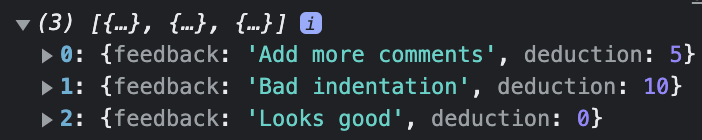 ▼ (3) [{…}, {…}, {…}] i
▶ 0: {feedback: 'Add more comments', deduction: 5}
▶ 1: {feedback: 'Bad indentation', deduction: 10}
▶ 2: {feedback: 'Looks good', deduction: 0}